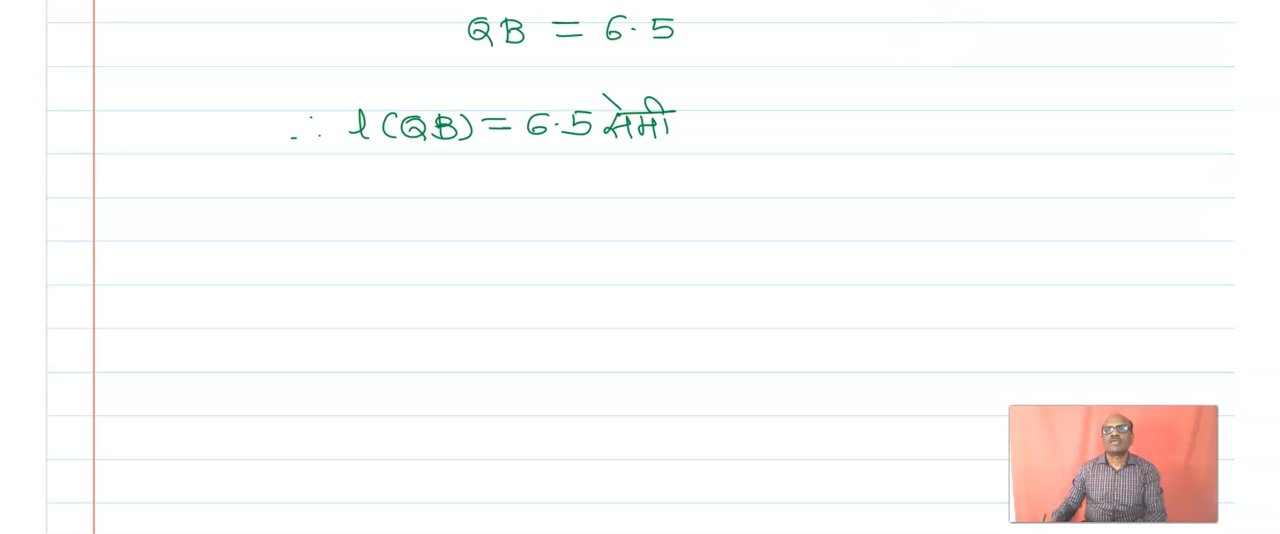 QB = 6.5
∴ l(QB) = 6.5 सेमी